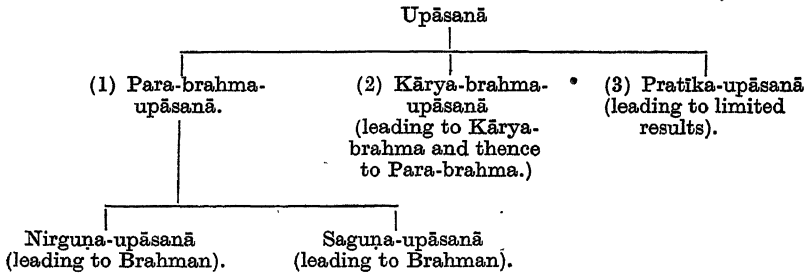 Upāsanā
(1) Para-brahma-
upāsanā.
(2) Kārya-brahma-
upāsanā
(leading to Kārya-
brahma and thence
to Para-brahma.)
(3) Pratīka-upāsanā
(leading to limited
results).
Nirguṇa-upāsanā
(leading to Brahman).
Saguṇa-upāsanā
(leading to Brahman).